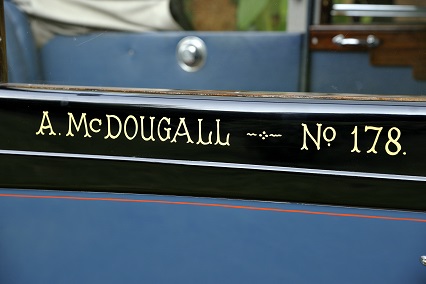 A. McDOUGALL ~·:·~ No 178.